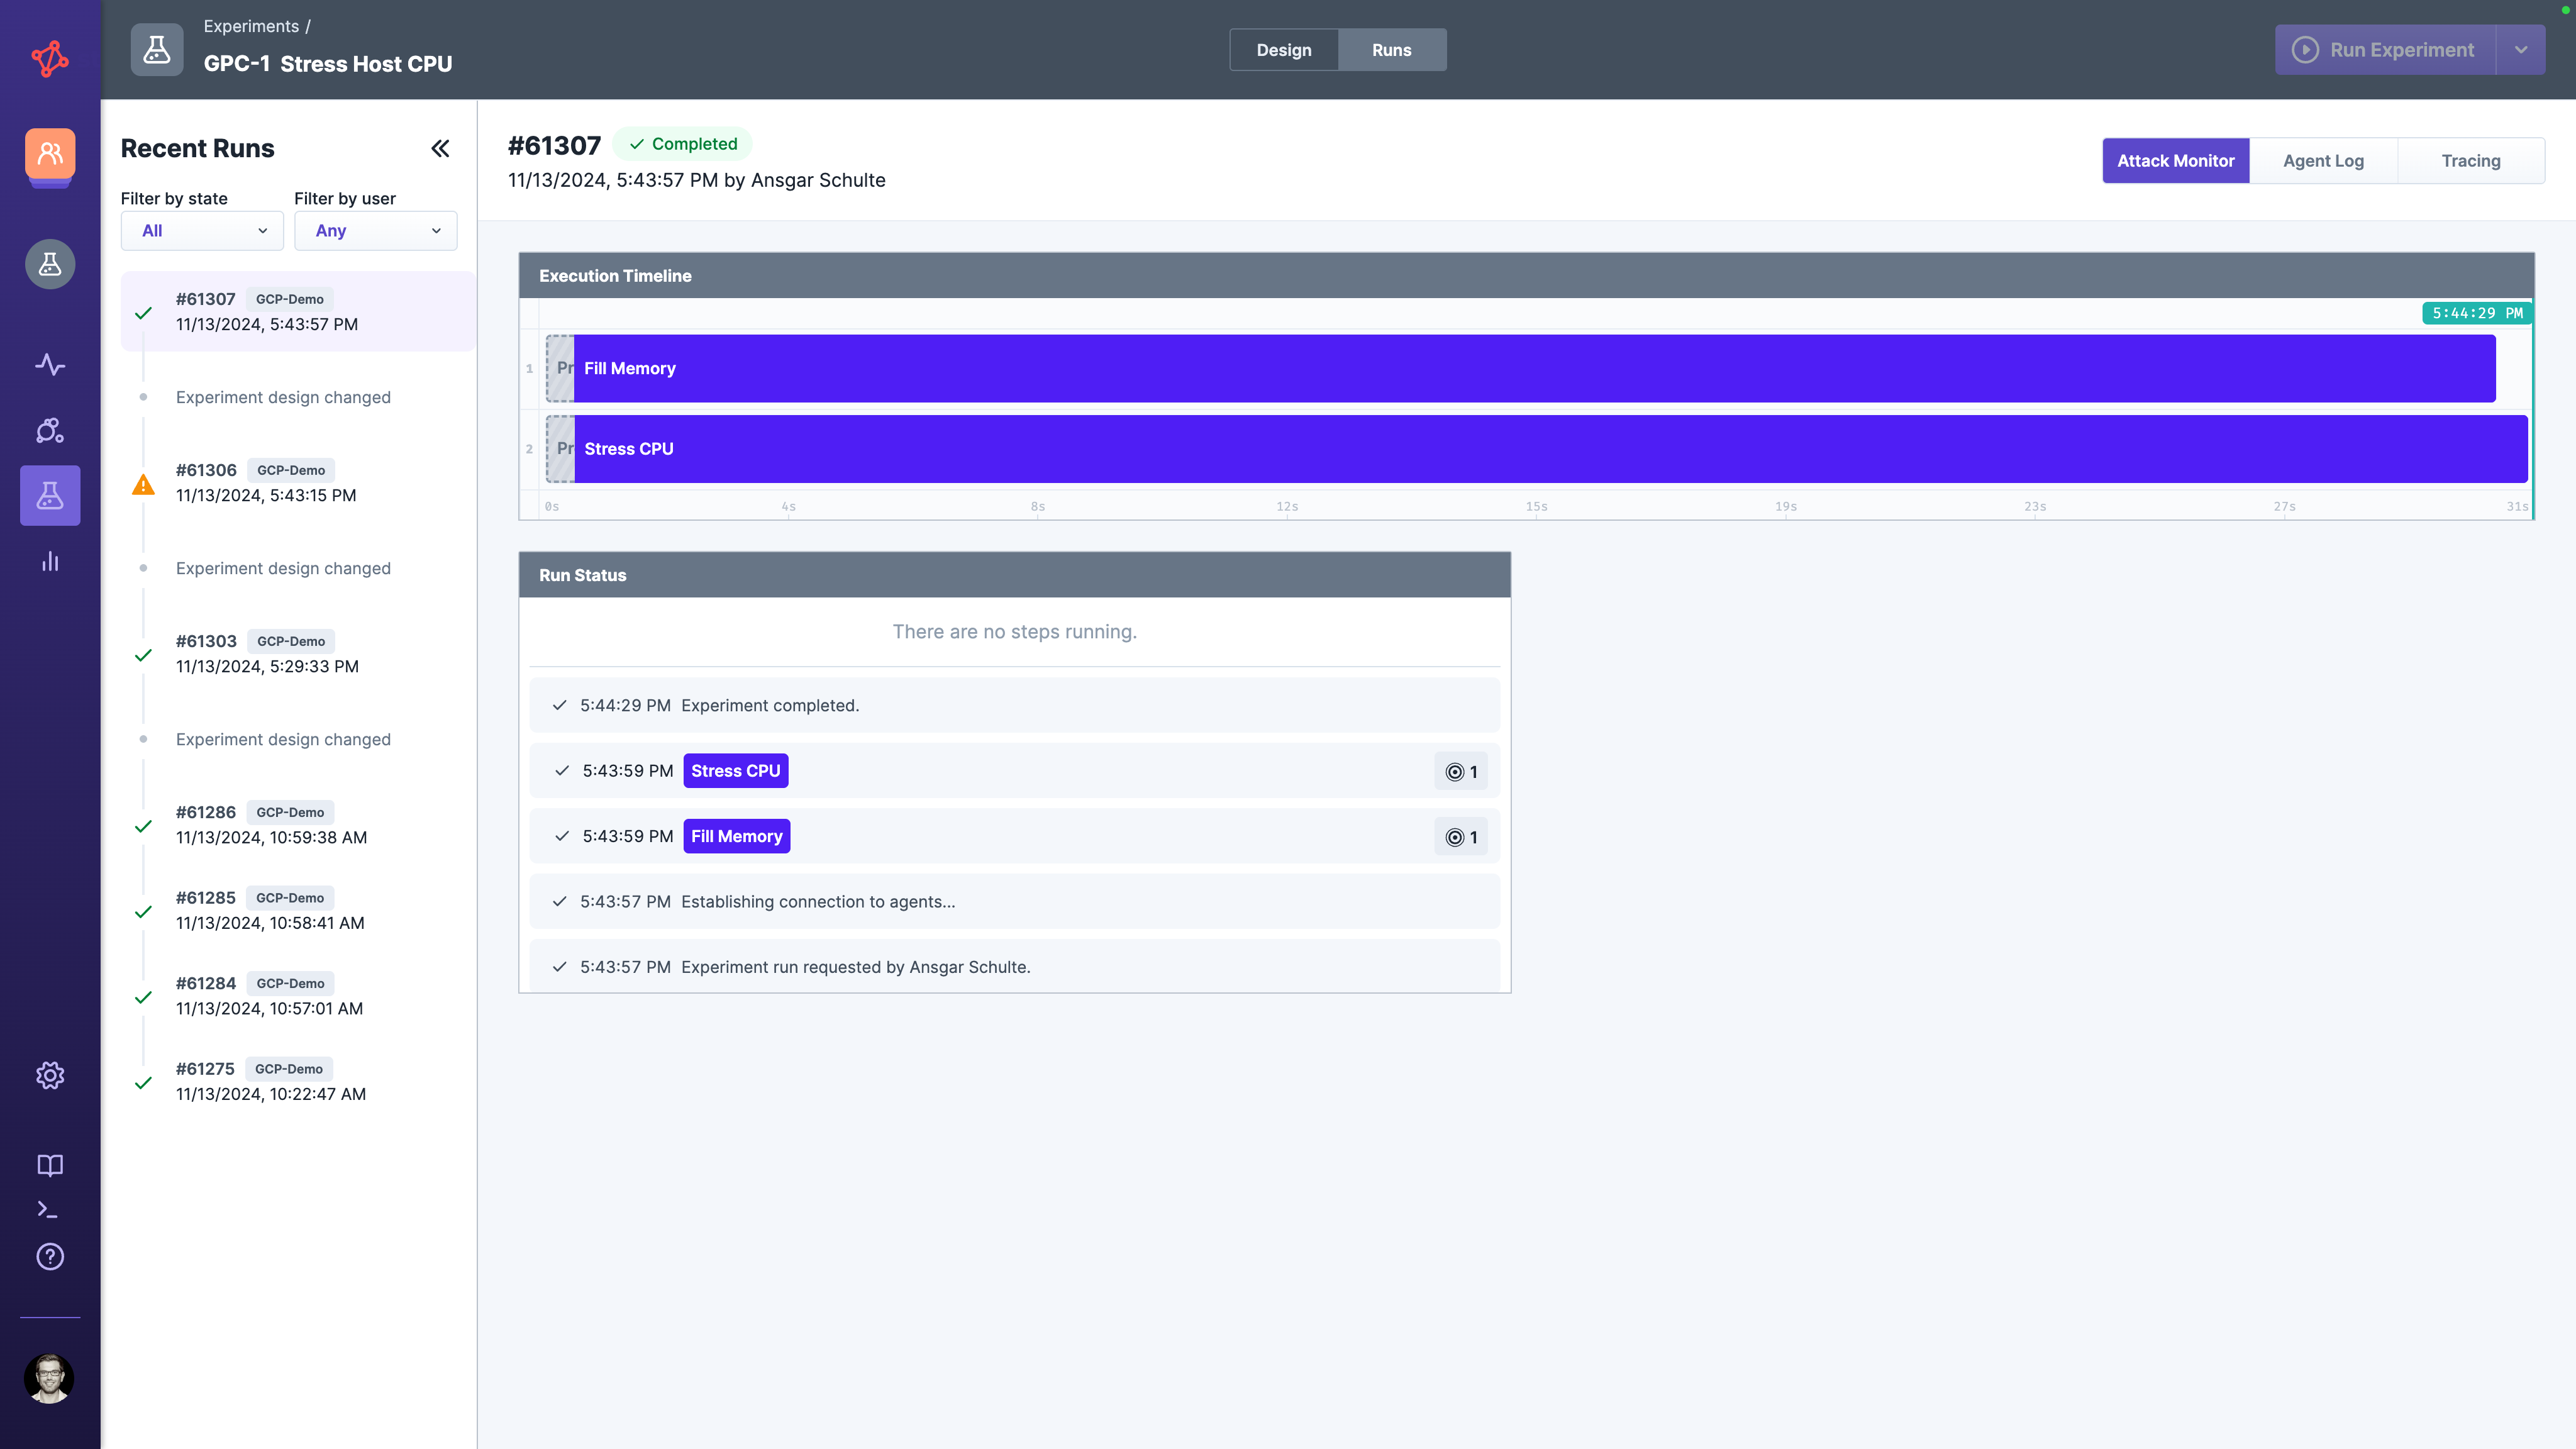 Experiments /
GPC-1 Stress Host CPU
Design
Runs
Run Experiment
Recent Runs
Filter by state
Filter by user
All
Any
#61307 GCP-Demo
11/13/2024, 5:43:57 PM
Experiment design changed
#61306 GCP-Demo
11/13/2024, 5:43:15 PM
Experiment design changed
#61303 GCP-Demo
11/13/2024, 5:29:33 PM
Experiment design changed
#61286 GCP-Demo
11/13/2024, 10:59:38 AM
#61285 GCP-Demo
11/13/2024, 10:58:41 AM
#61284 GCP-Demo
11/13/2024, 10:57:01 AM
#61275 GCP-Demo
11/13/2024, 10:22:47 AM
#61307 Completed
11/13/2024, 5:43:57 PM by Ansgar Schulte
Attack Monitor
Agent Log
Tracing
Execution Timeline
5:44:29 PM
1 Pr Fill Memory
2 Pr Stress CPU
0s 4s 8s 12s 15s 19s 23s 27s 31s
Run Status
There are no steps running.
5:44:29 PM Experiment completed.
5:43:59 PM Stress CPU 1
5:43:59 PM Fill Memory 1
5:43:57 PM Establishing connection to agents...
5:43:57 PM Experiment run requested by Ansgar Schulte.